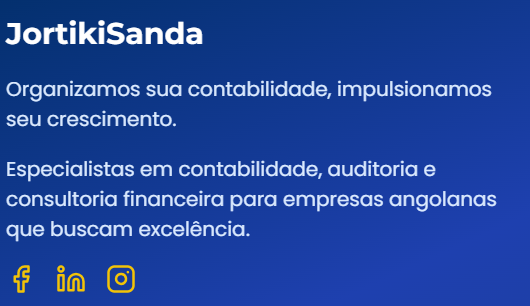 JortikiSanda
Organizamos sua contabilidade, impulsionamos
seu crescimento.
Especialistas em contabilidade, auditoria e
consultoria financeira para empresas angolanas
que buscam excelência.